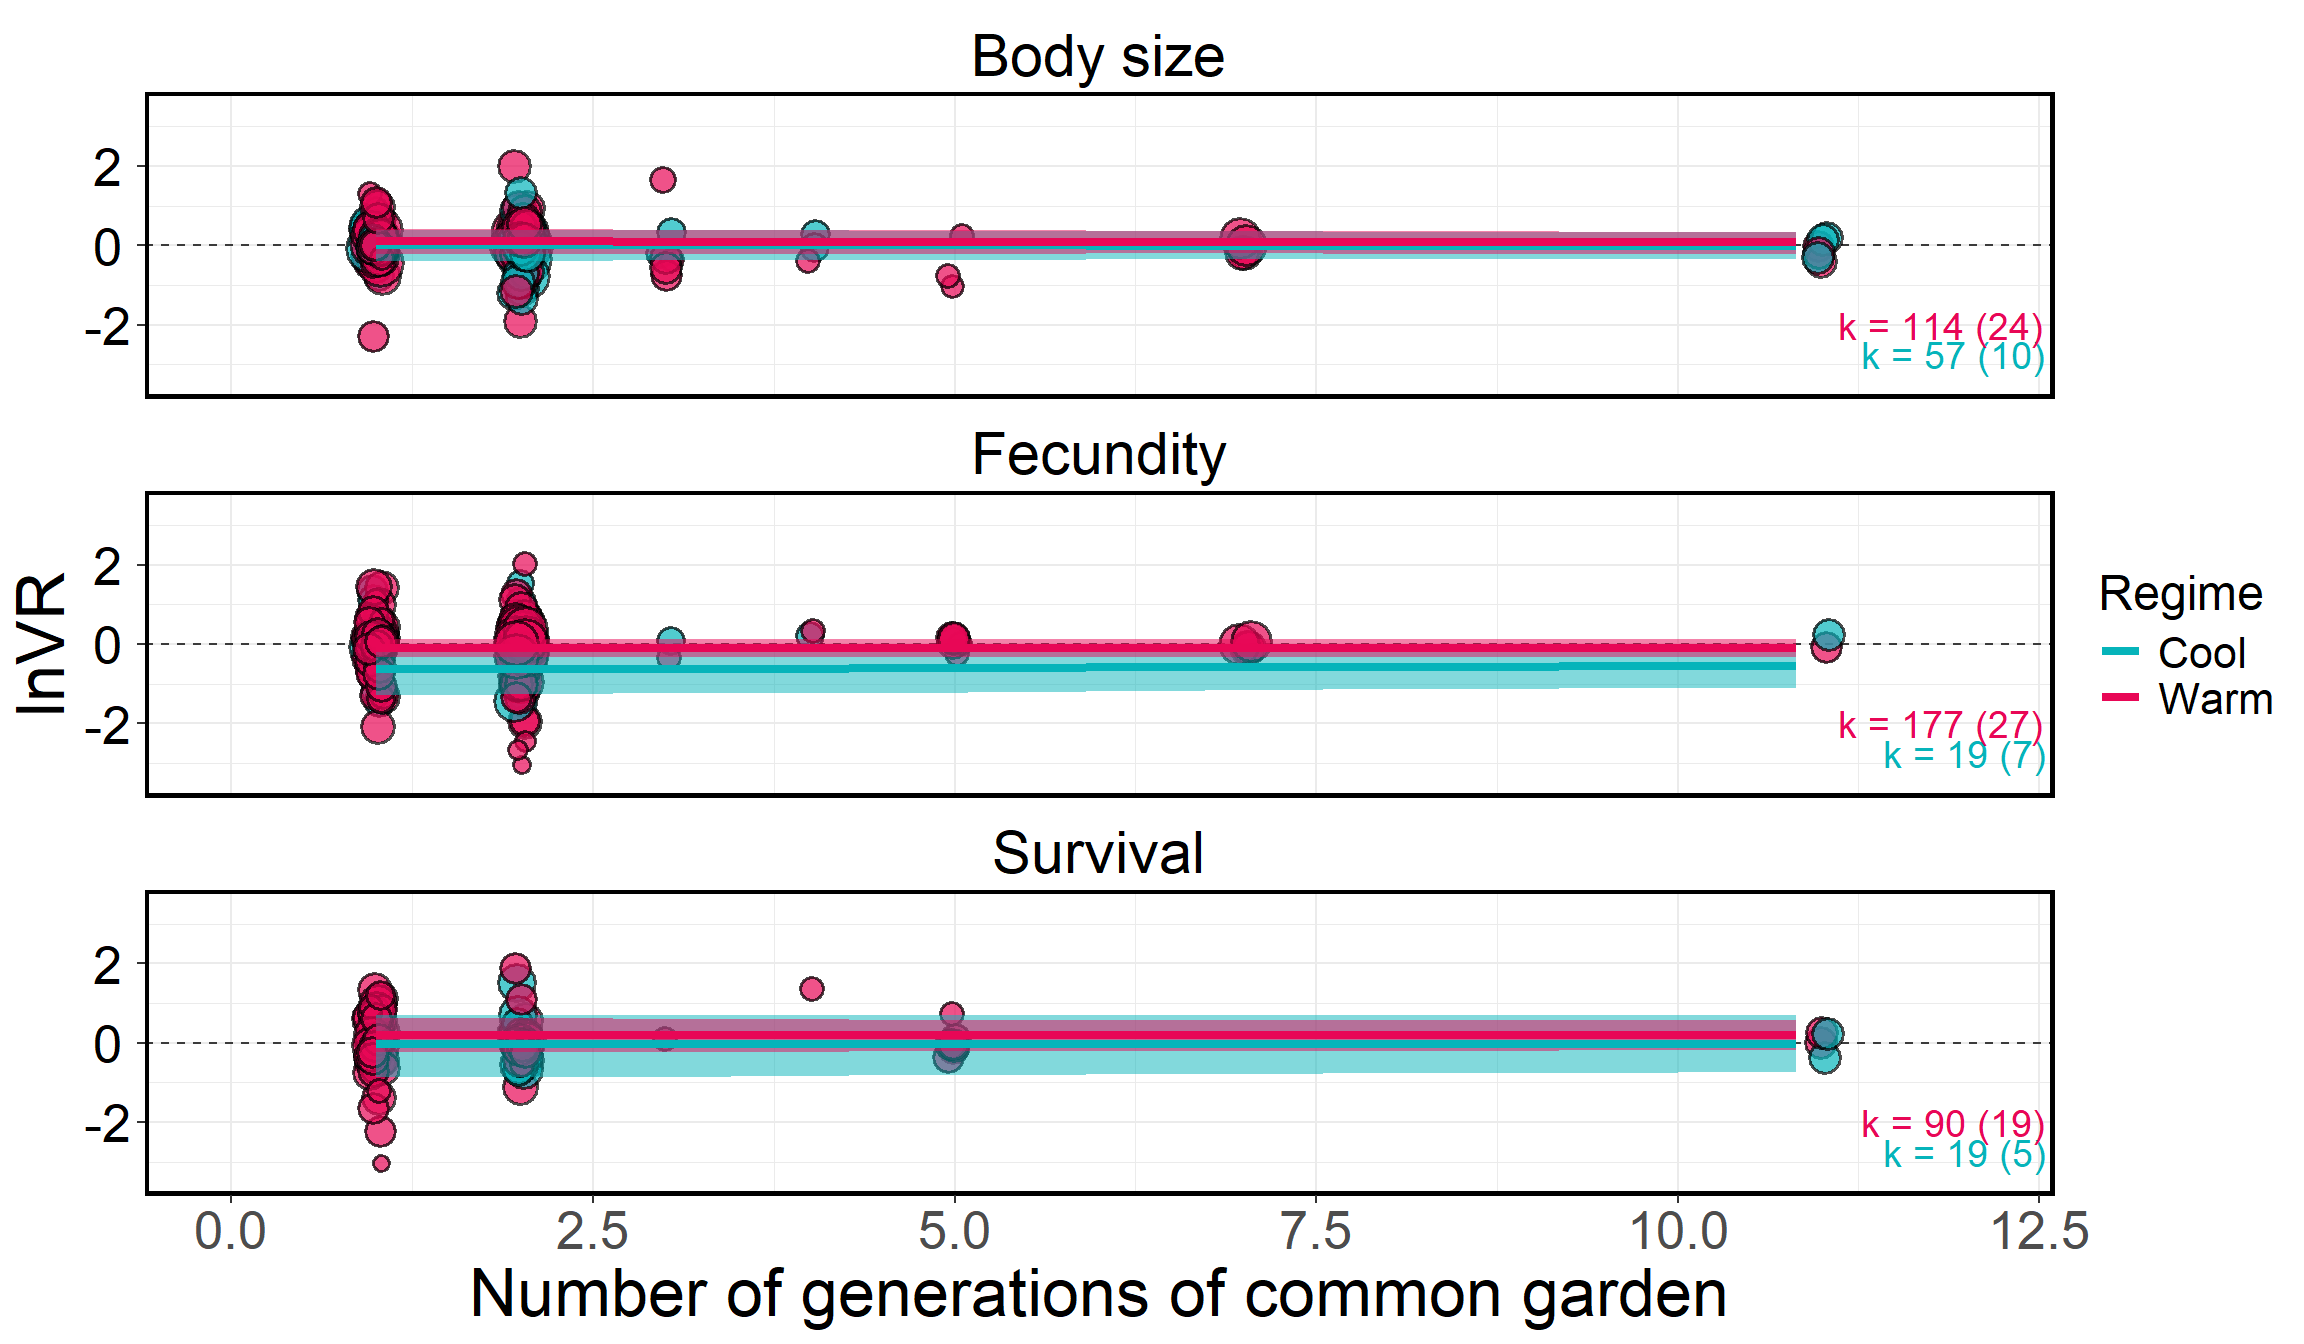 Body size
2
0
-2
k = 114 (24)
k = 57 (10)
Fecundity
2
0
-2
k = 177 (27)
k = 19 (7)
Survival
2
0
-2
k = 90 (19)
k = 19 (5)
0.0 2.5 5.0 7.5 10.0 12.5
Number of generations of common garden
lnVR
Regime
Cool
Warm